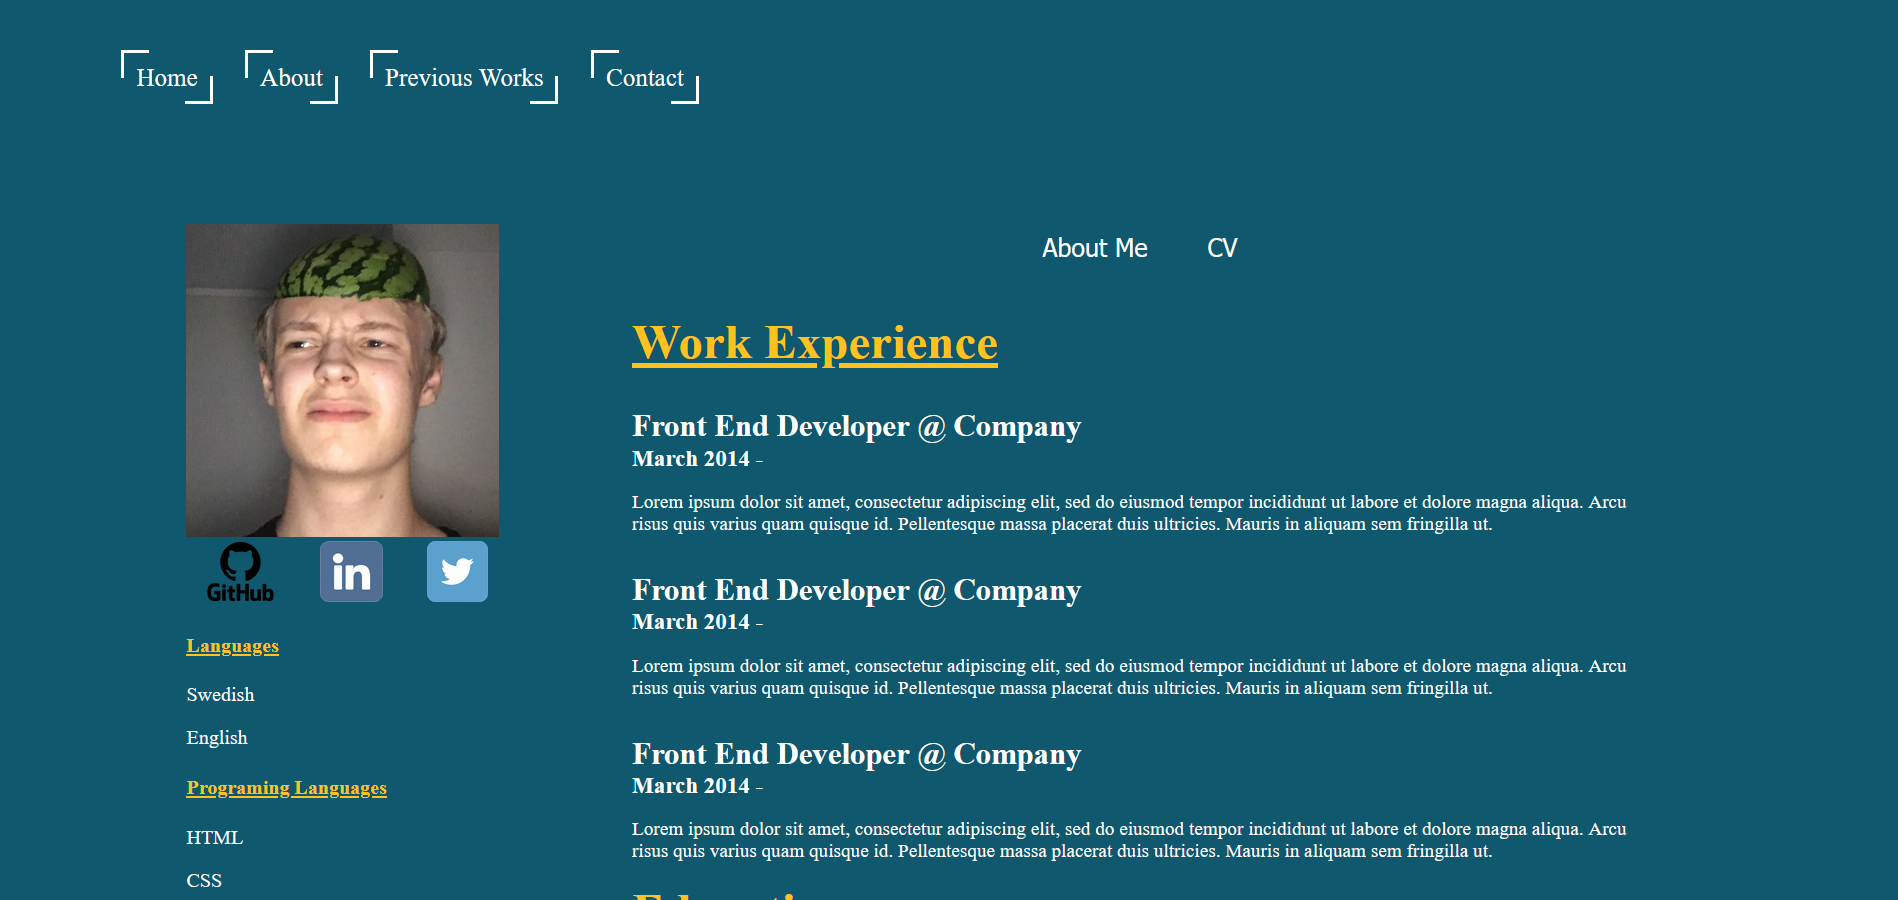 Home
About
Previous Works
Contact
About Me
CV
GitHub
in
Languages
Swedish
English
Programing Languages
HTML
CSS
Work Experience
Front End Developer @ Company
March 2014 -
Lorem ipsum dolor sit amet, consectetur adipiscing elit, sed do eiusmod tempor incididunt ut labore et dolore magna aliqua. Arcu
risus quis varius quam quisque id. Pellentesque massa placerat duis ultricies. Mauris in aliquam sem fringilla ut.
Front End Developer @ Company
March 2014 -
Lorem ipsum dolor sit amet, consectetur adipiscing elit, sed do eiusmod tempor incididunt ut labore et dolore magna aliqua. Arcu
risus quis varius quam quisque id. Pellentesque massa placerat duis ultricies. Mauris in aliquam sem fringilla ut.
Front End Developer @ Company
March 2014 -
Lorem ipsum dolor sit amet, consectetur adipiscing elit, sed do eiusmod tempor incididunt ut labore et dolore magna aliqua. Arcu
risus quis varius quam quisque id. Pellentesque massa placerat duis ultricies. Mauris in aliquam sem fringilla ut.